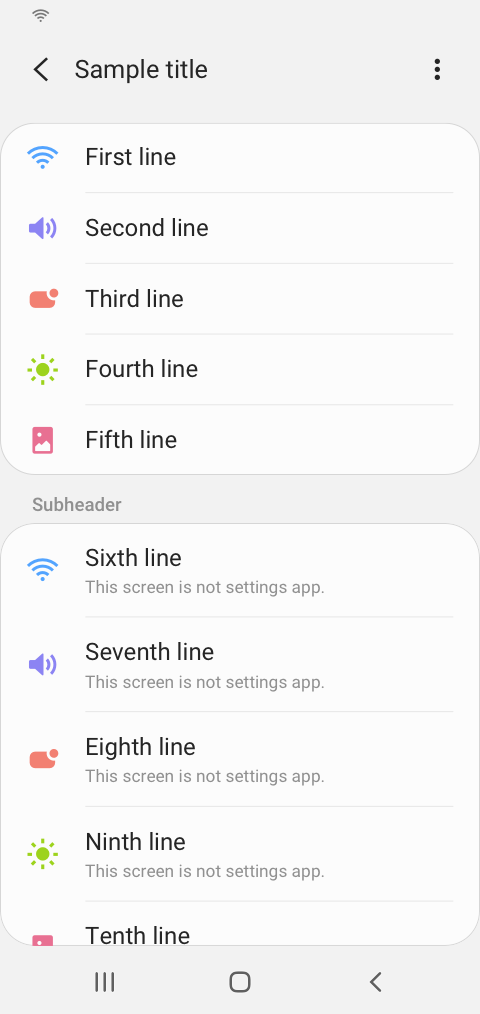 Sample title
First line
Second line
Third line
Fourth line
Fifth line
Subheader
Sixth line
This screen is not settings app.
Seventh line
This screen is not settings app.
Eighth line
This screen is not settings app.
Ninth line
This screen is not settings app.
Tenth line